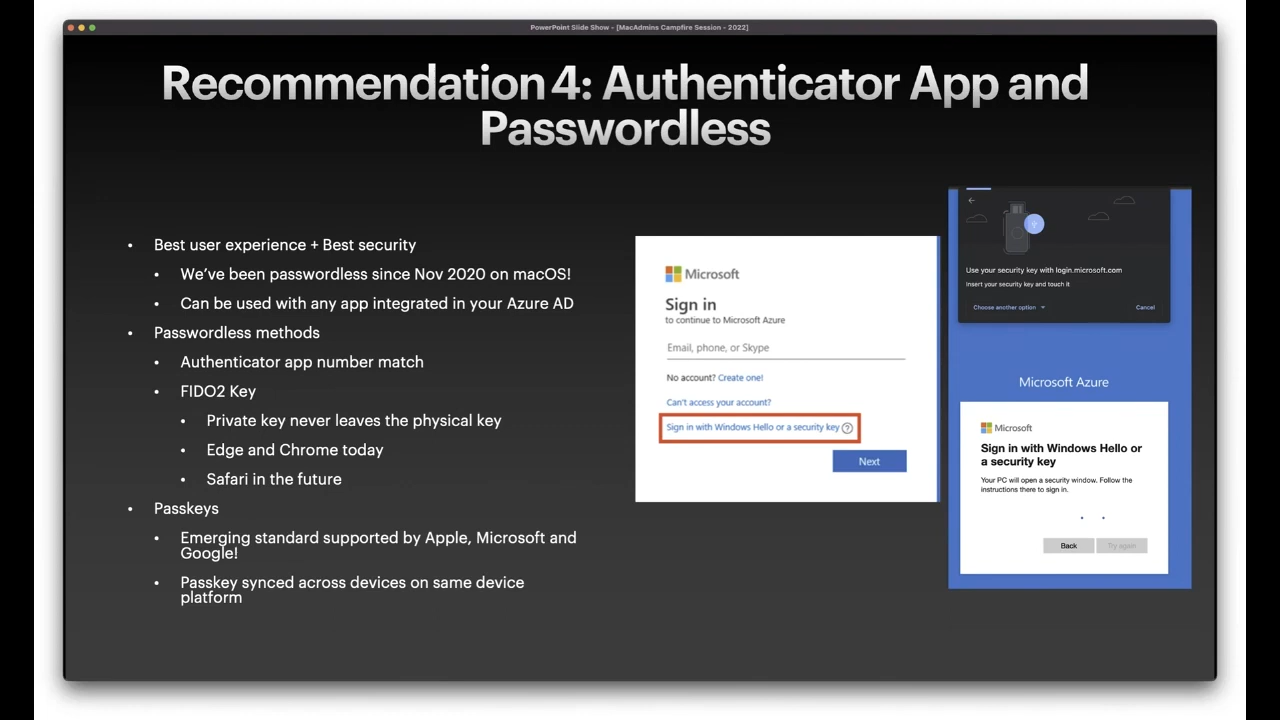 PowerPoint Slide Show - [MacAdmins Campfire Session - 2022]
Recommendation 4: Authenticator App and
Passwordless
• Best user experience + Best security
• We've been passwordless since Nov 2020 on macOS!
• Can be used with any app integrated in your Azure AD
• Passwordless methods
• Authenticator app number match
• FIDO2 Key
• Private key never leaves the physical key
• Edge and Chrome today
• Safari in the future
• Passkeys
• Emerging standard supported by Apple, Microsoft and
Google!
• Passkey synced across devices on same device
platform
Microsoft
Sign in
to continue to Microsoft Azure
Email, phone, or Skype
No account? Create one!
Can't access your account?
Sign in with Windows Hello or a security key ?
Next
Use your security key with login.microsoft.com
Insert your security key and touch it
Choose another option
Cancel
Microsoft Azure
Microsoft
Sign in with Windows Hello or
a security key
Your PC will open a security window. Follow the
instructions there to sign in.
Back
Try again